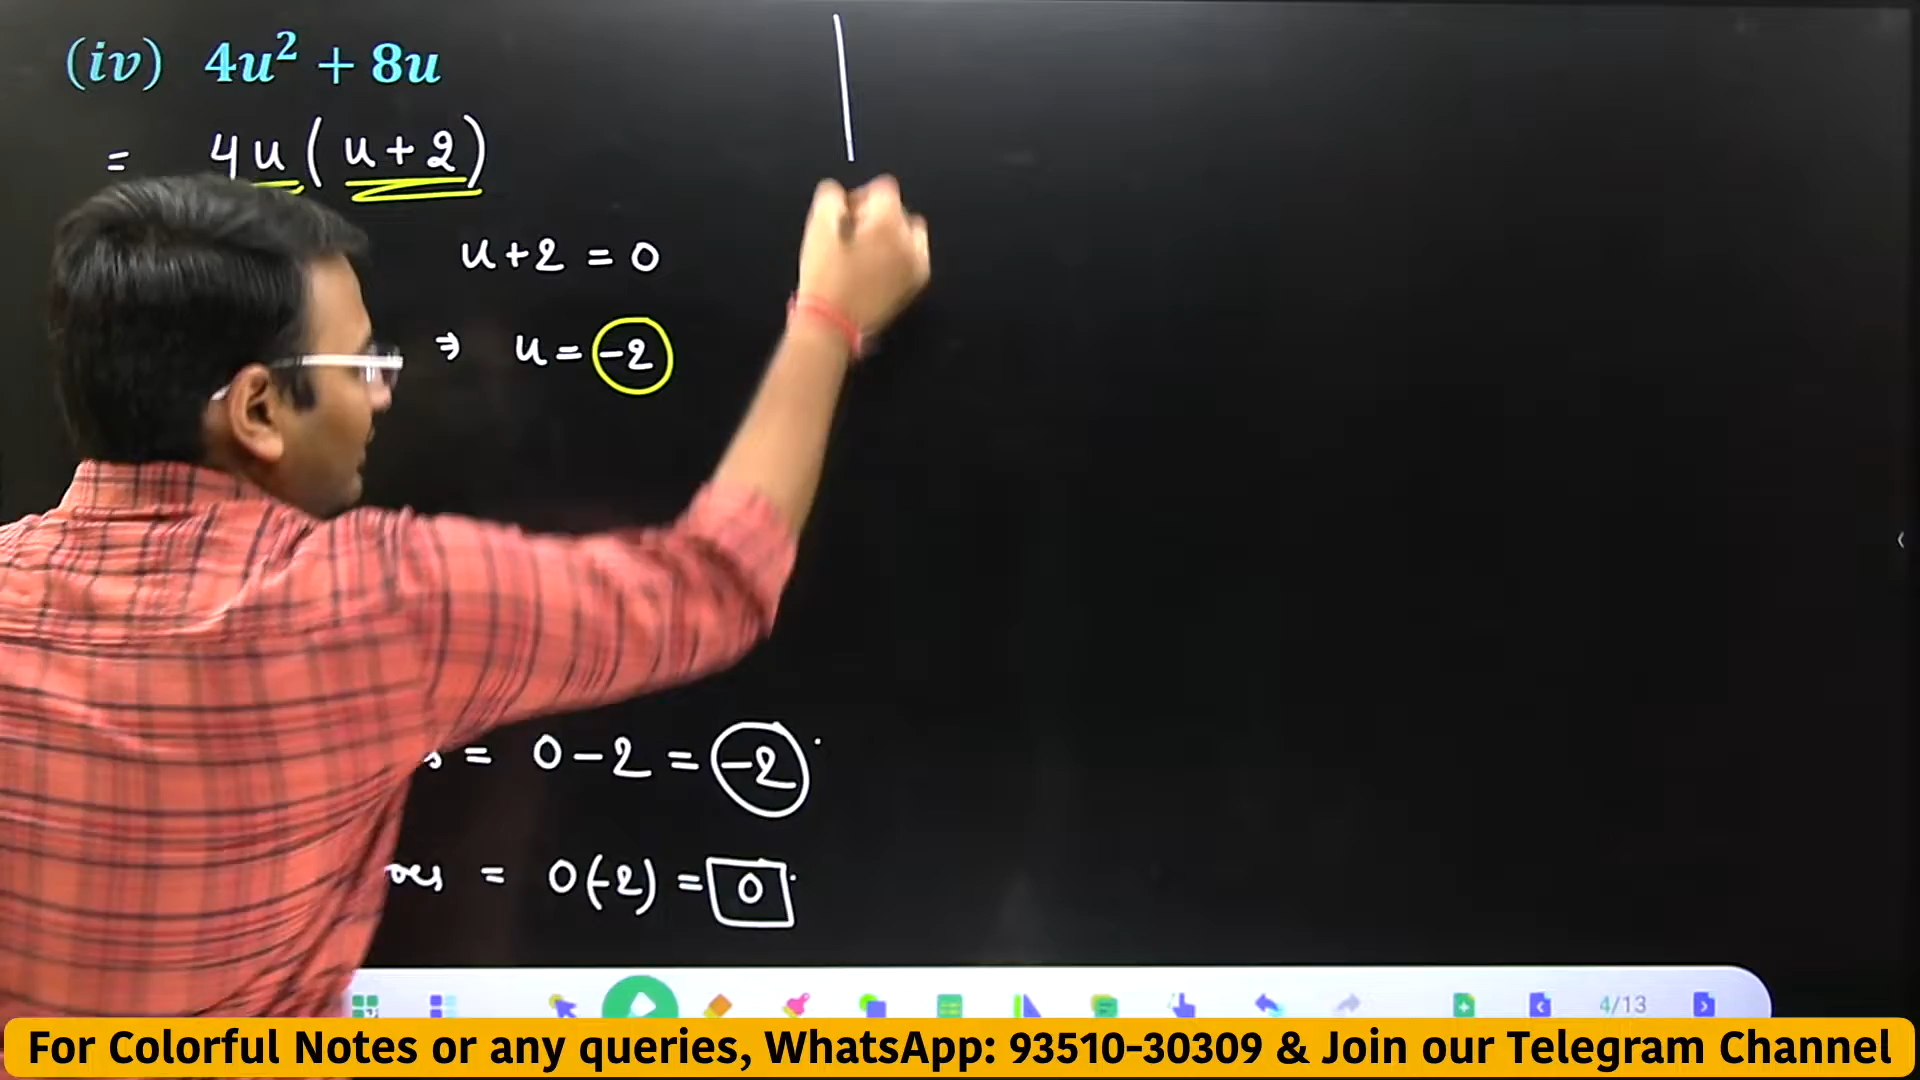 (iv) 4u² + 8u
= 4u(u+2)
u+2 = 0
⇒ u = -2
= 0-2 = -2
= 0(-2) = 0
4/13
For Colorful Notes or any queries, WhatsApp: 93510-30309 & Join our Telegram Channel